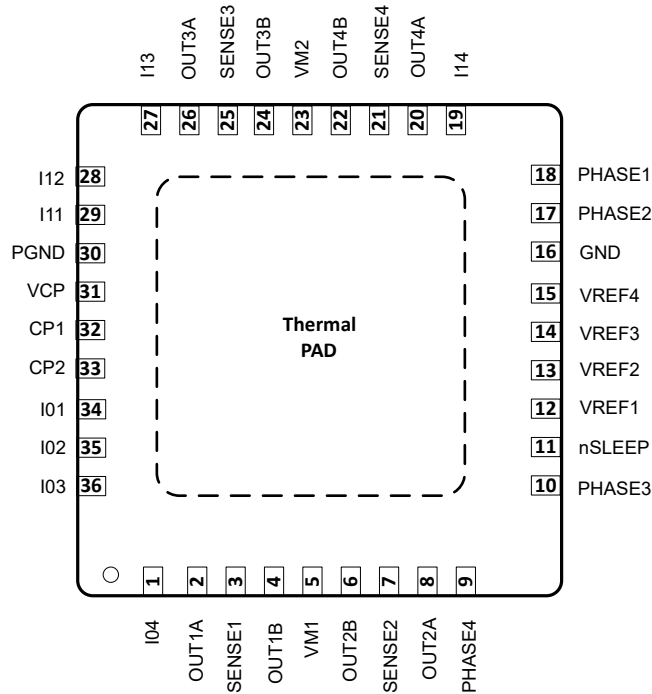 I13
OUT3A
SENSE3
OUT3B
VM2
OUT4B
SENSE4
OUT4A
I14
27
26
25
24
23
22
21
20
19
I12 28
I11 29
PGND 30
VCP 31
CP1 32
CP2 33
I01 34
I02 35
I03 36
Thermal
PAD
18 PHASE1
17 PHASE2
16 GND
15 VREF4
14 VREF3
13 VREF2
12 VREF1
11 nSLEEP
10 PHASE3
1
2
3
4
5
6
7
8
9
I04
OUT1A
SENSE1
OUT1B
VM1
OUT2B
SENSE2
OUT2A
PHASE4